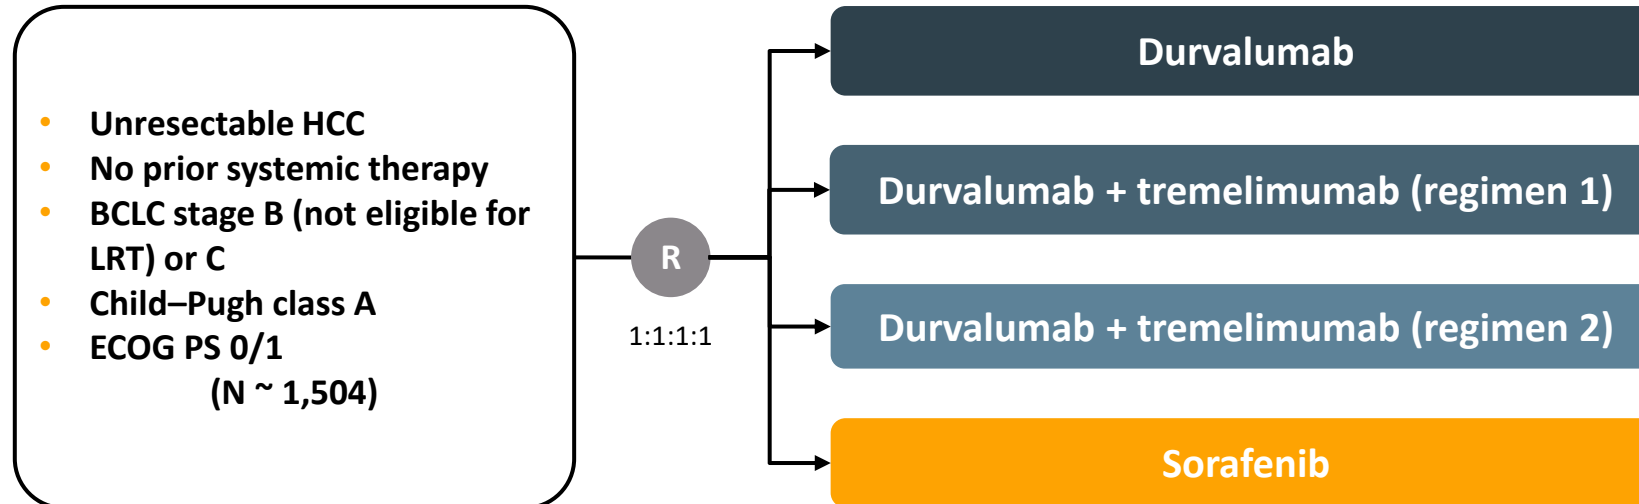 • Unresectable HCC
• No prior systemic therapy
• BCLC stage B (not eligible for
LRT) or C
• Child–Pugh class A
• ECOG PS 0/1
(N ~ 1,504)
R
1:1:1:1
Durvalumab
Durvalumab + tremelimumab (regimen 1)
Durvalumab + tremelimumab (regimen 2)
Sorafenib